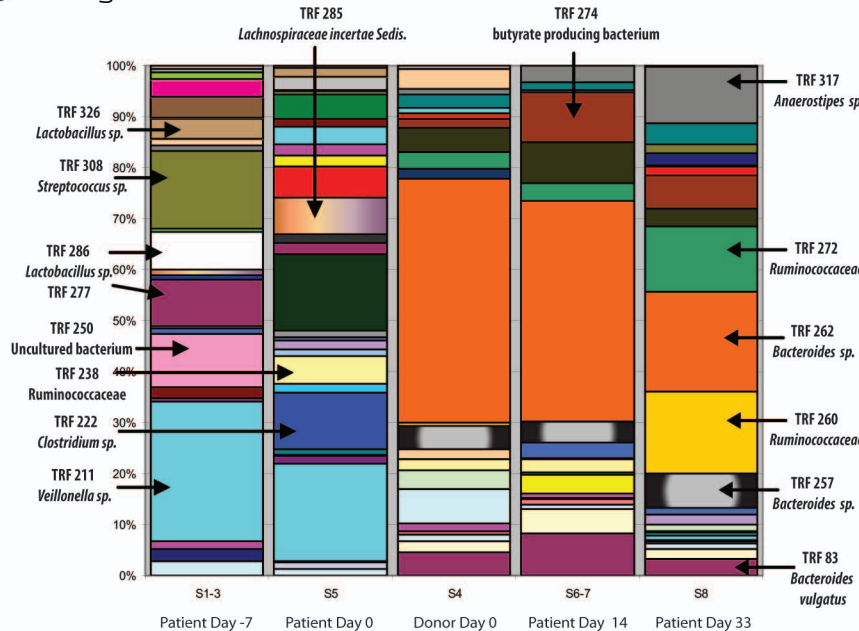 TRF 285
Lachnospiraceae incertae Sedis.
TRF 274
butyrate producing bacterium
100%
90%
80%
70%
60%
50%
40%
30%
20%
10%
0%
TRF 326
Lactobacillus sp.
TRF 308
Streptococcus sp.
TRF 286
Lactobacillus sp.
TRF 277
TRF 250
Uncultured bacterium
TRF 238
Ruminococcaceae
TRF 222
Clostridium sp.
TRF 211
Veillonella sp.
TRF 317
Anaerostipes sp
TRF 272
Ruminococcaceae
TRF 262
Bacteroides sp.
TRF 260
Ruminococcaceae
TRF 257
Bacteroides sp.
TRF 83
Bacteroides
vulgatus
S1-3 S5 S4 S6-7 S8
Patient Day -7 Patient Day 0 Donor Day 0 Patient Day 14 Patient Day 33